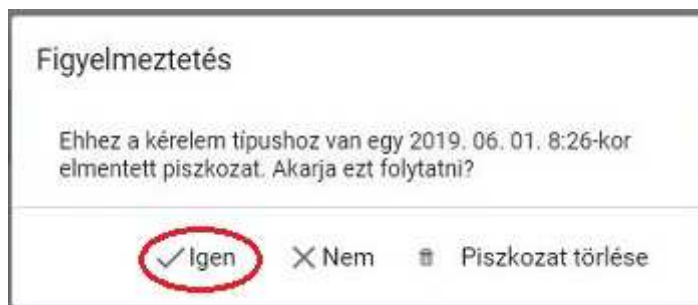 Figyelmeztetés
Ehhez a kérelem típushoz van egy 2019. 06. 01. 8:26-kor
elmentett piszkozat. Akarja ezt folytatni?
Igen Nem Piszkozat törlése